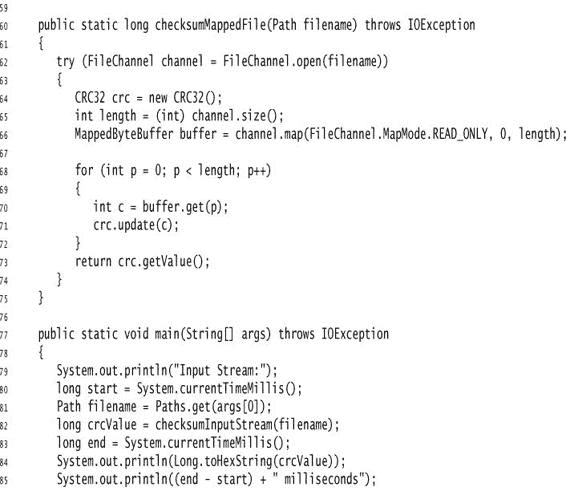 59
60 public static long checksumMappedFile(Path filename) throws IOException
61 {
62 try (FileChannel channel = FileChannel.open(filename))
63 {
64 CRC32 crc = new CRC32();
65 int length = (int) channel.size();
66 MappedByteBuffer buffer = channel.map(FileChannel.MapMode.READ_ONLY, 0, length);
67
68 for (int p = 0; p < length; p++)
69 {
70 int c = buffer.get(p);
71 crc.update(c);
72 }
73 return crc.getValue();
74 }
75 }
76
77 public static void main(String[] args) throws IOException
78 {
79 System.out.println("Input Stream:");
80 long start = System.currentTimeMillis();
81 Path filename = Paths.get(args[0]);
82 long crcValue = checksumInputStream(filename);
83 long end = System.currentTimeMillis();
84 System.out.println(Long.toHexString(crcValue));
85 System.out.println((end - start) + " milliseconds");